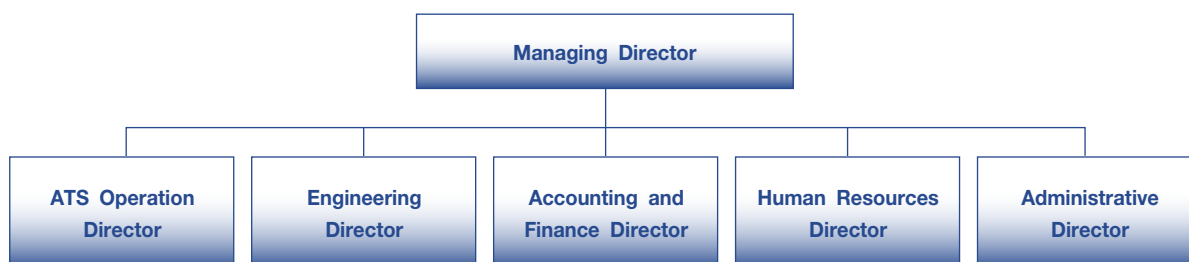 Managing Director
ATS Operation
Director
Engineering
Director
Accounting and
Finance Director
Human Resources
Director
Administrative
Director